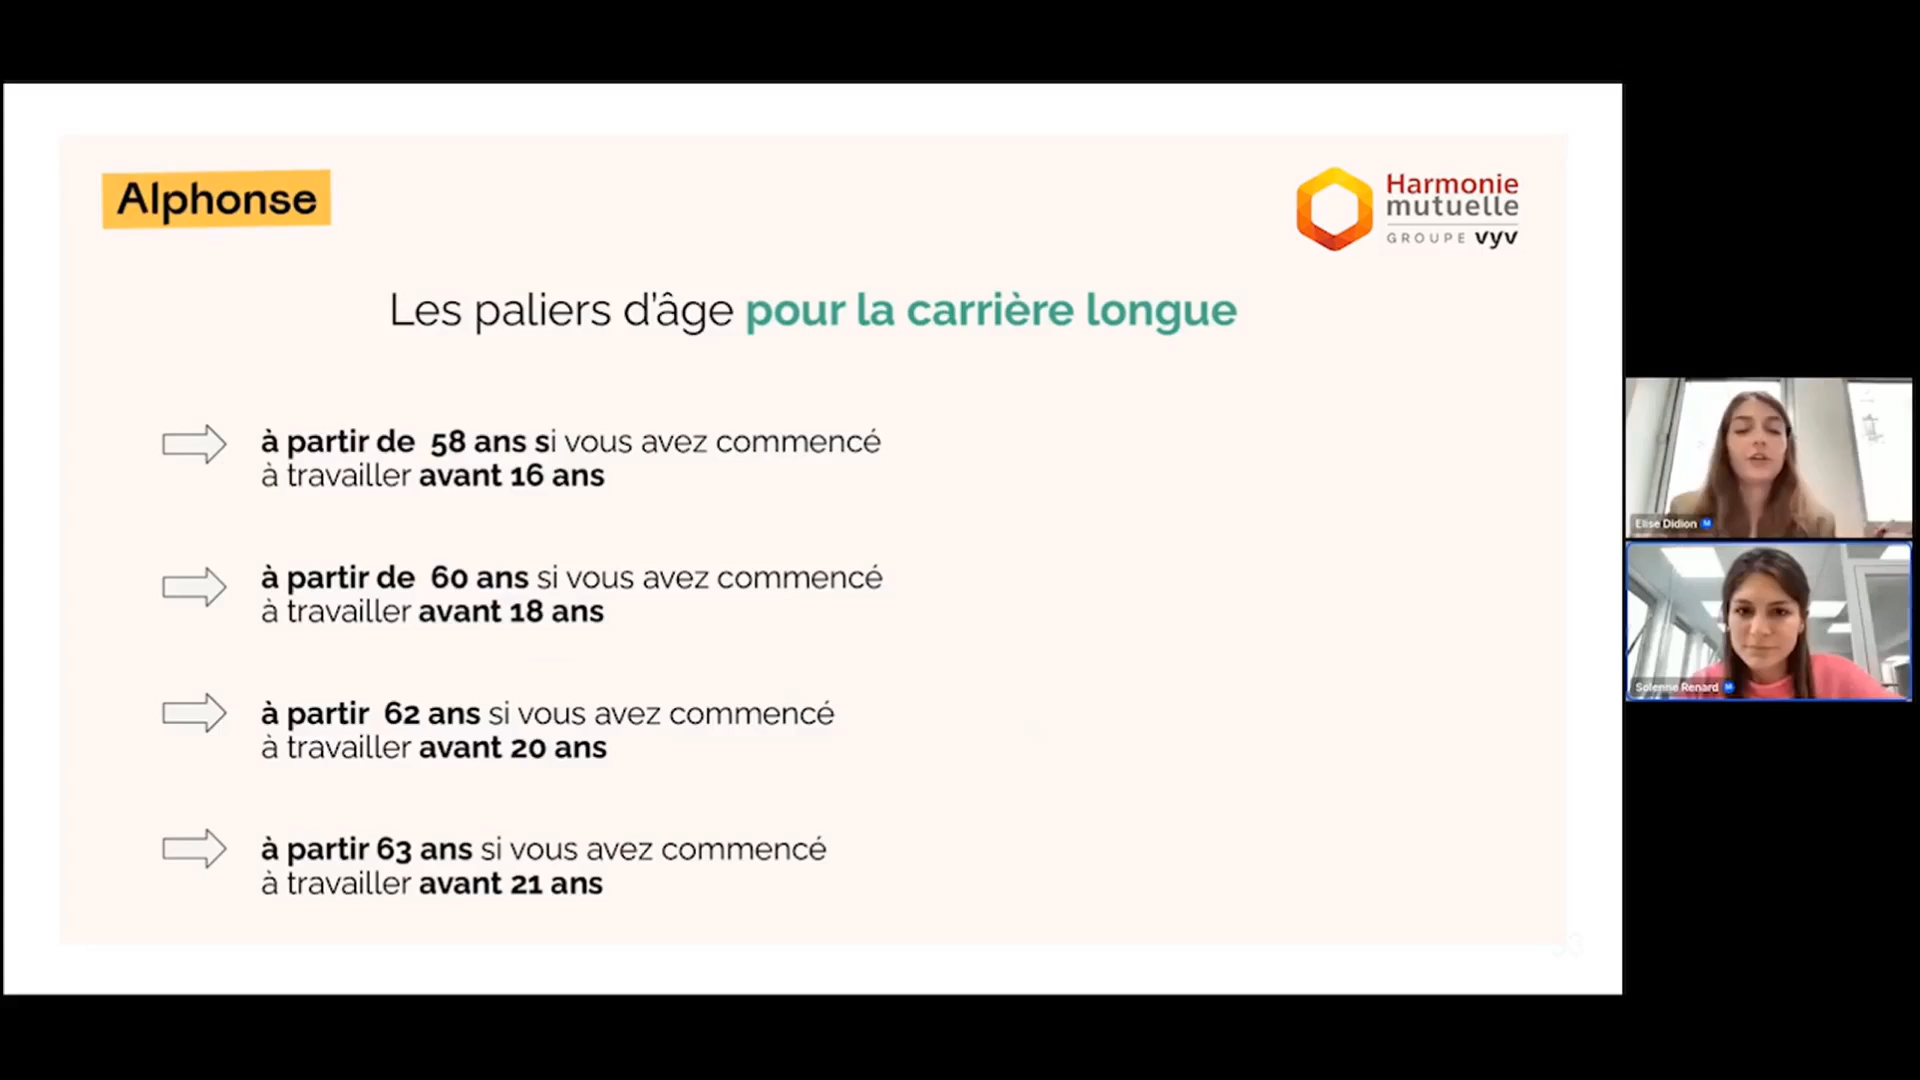 Alphonse
Harmonie
mutuelle
GROUPE vyv
Les paliers d'âge pour la carrière longue
à partir de 58 ans si vous avez commencé
à travailler avant 16 ans
à partir de 60 ans si vous avez commencé
à travailler avant 18 ans
à partir 62 ans si vous avez commencé
à travailler avant 20 ans
à partir 63 ans si vous avez commencé
à travailler avant 21 ans
Elise Didion
Solenne Renard